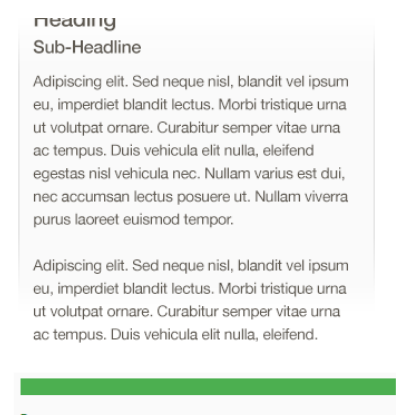 Heading
Sub-Headline
Adipiscing elit. Sed neque nisl, blandit vel ipsum
eu, imperdiet blandit lectus. Morbi tristique urna
ut volutpat ornare. Curabitur semper vitae urna
ac tempus. Duis vehicula elit nulla, eleifend
egestas nisl vehicula nec. Nullam varius est dui,
nec accumsan lectus posuere ut. Nullam viverra
purus laoreet euismod tempor.
Adipiscing elit. Sed neque nisl, blandit vel ipsum
eu, imperdiet blandit lectus. Morbi tristique urna
ut volutpat ornare. Curabitur semper vitae urna
ac tempus. Duis vehicula elit nulla, eleifend.